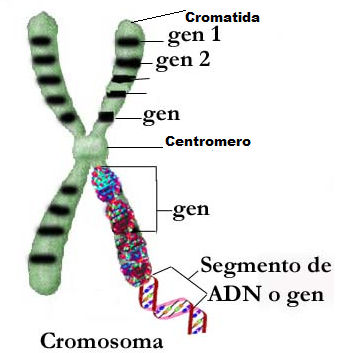 Cromatida
gen 1
gen 2
gen
Centromero
gen
Segmento de
ADN o gen
Cromosoma